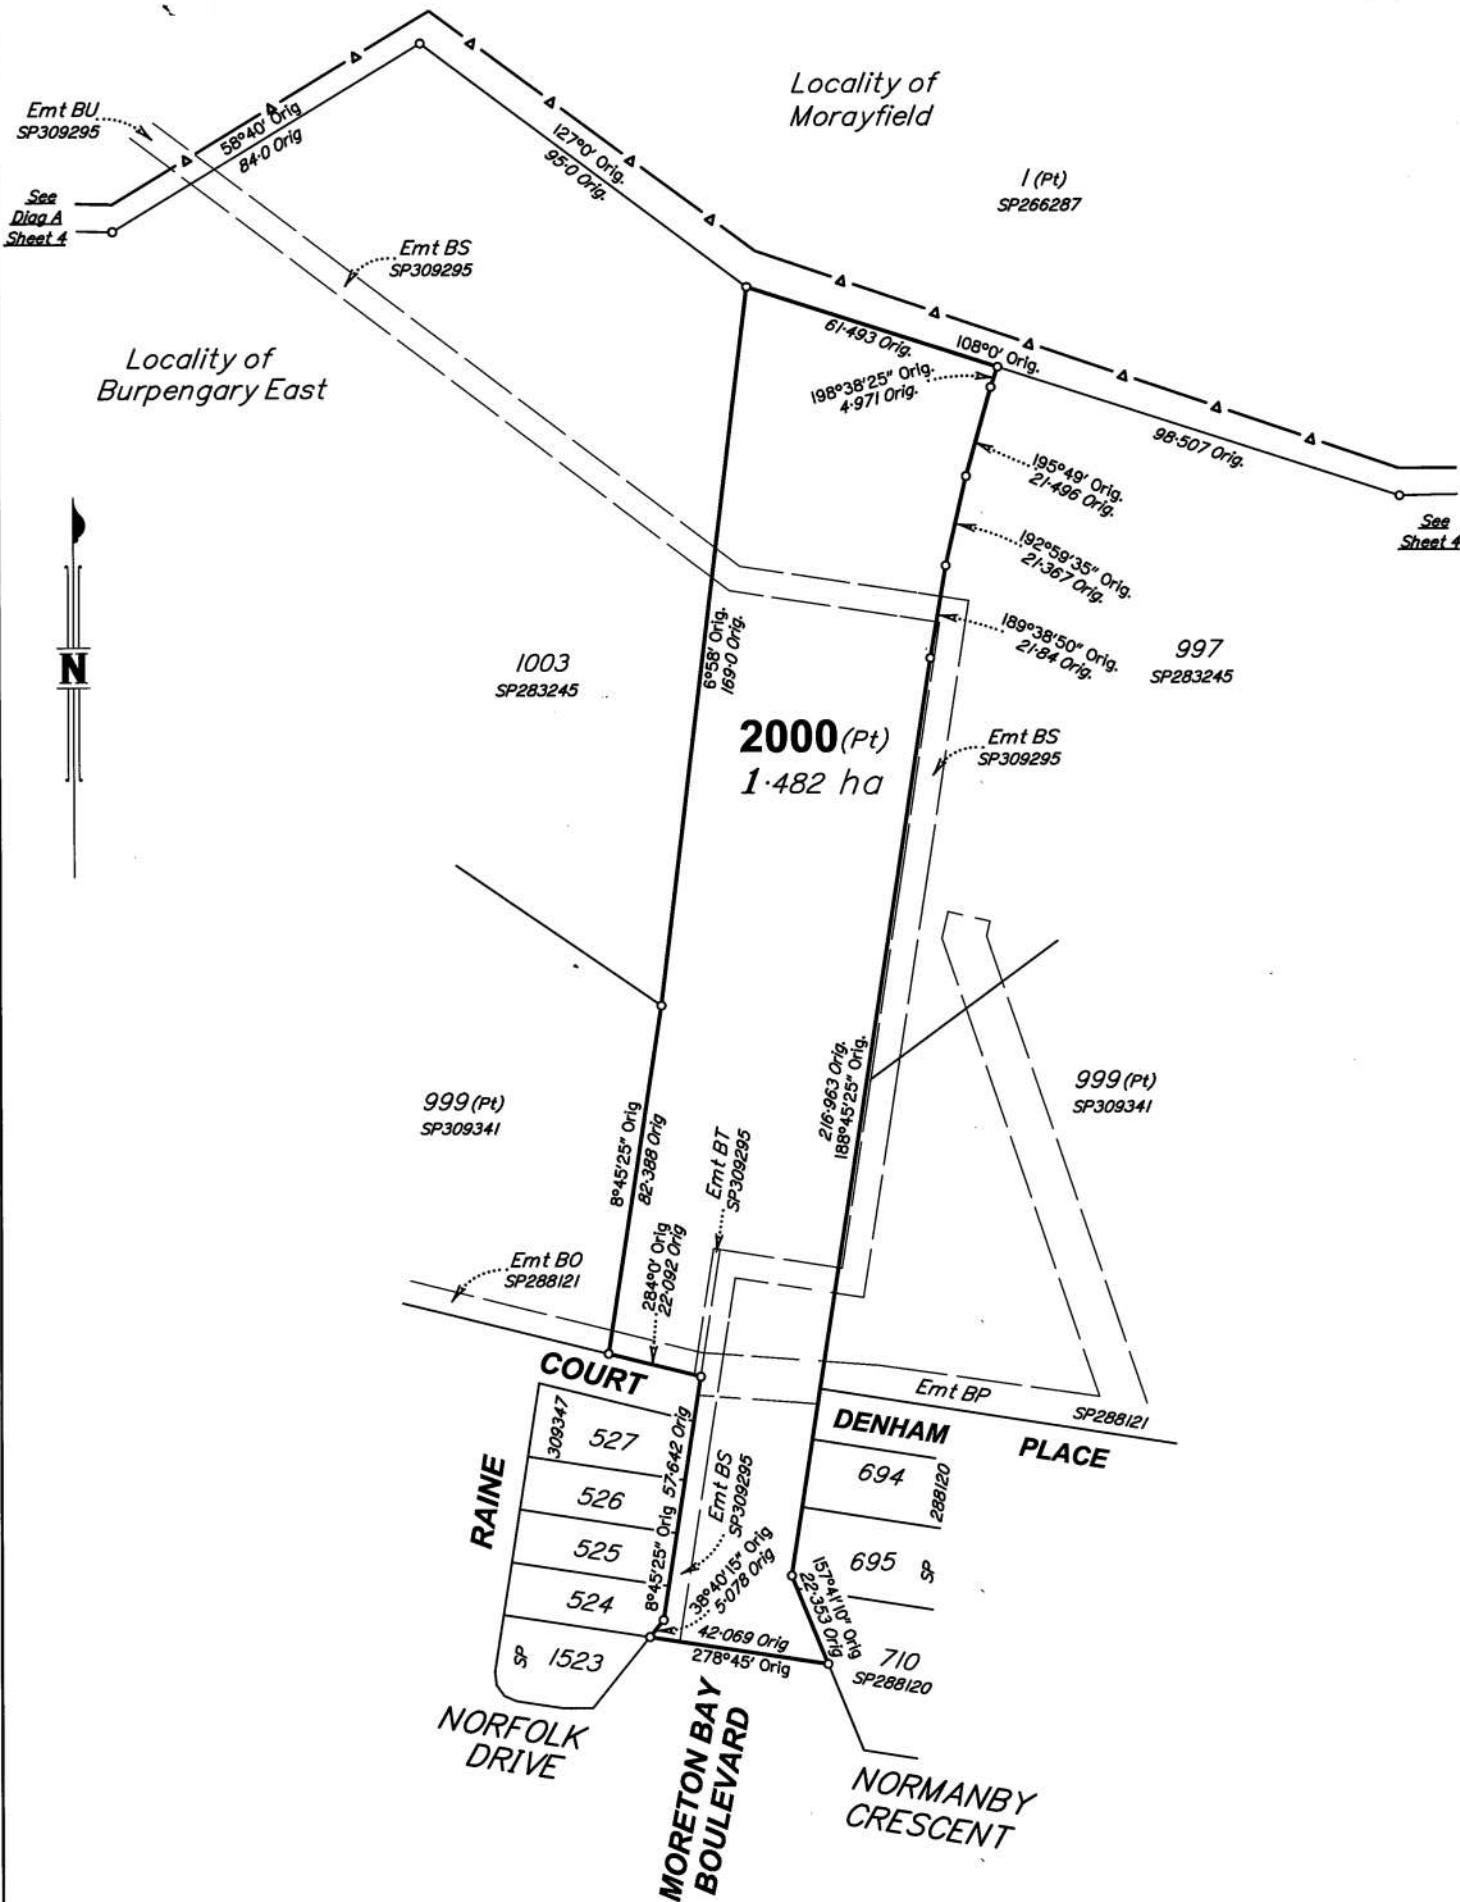 Locality of
Morayfield
Emt BU
SP309295
58°40' Orig
84·0 Orig
127°0' Orig.
95·0 Orig.
1 (Pt)
SP266287
See
Diag A
Sheet 4
Emt BS
SP309295
Locality of
Burpengary East
61·493 Orig.
108°0' Orig.
198°38'25" Orig.
4·971 Orig.
98·507 Orig.
195°49' Orig.
21·496 Orig.
See
Sheet 4
192°59'35" Orig.
21·367 Orig.
189°38'50" Orig.
21·84 Orig.
N
1003
SP283245
6°58' Orig.
169·0 Orig.
997
SP283245
2000 (Pt)
1·482 ha
Emt BS
SP309295
216·963 Orig.
188°45'25" Orig.
999 (Pt)
SP309341
999 (Pt)
SP309341
8°45'25" Orig
82·388 Orig
Emt BT
SP309295
284°0' Orig
22·092 Orig
Emt BO
SP288121
COURT
Emt BP
SP288121
DENHAM
PLACE
309347
527
526
525
524
SP
1523
RAINE
8°45'25" Orig 57·642 Orig
Emt BS
SP309295
38°40'15" Orig
5·078 Orig
694
288120
695
SP
157°41'10" Orig
22·353 Orig
42·069 Orig
278°45' Orig
710
SP288120
NORFOLK
DRIVE
MORETON BAY
BOULEVARD
NORMANBY
CRESCENT